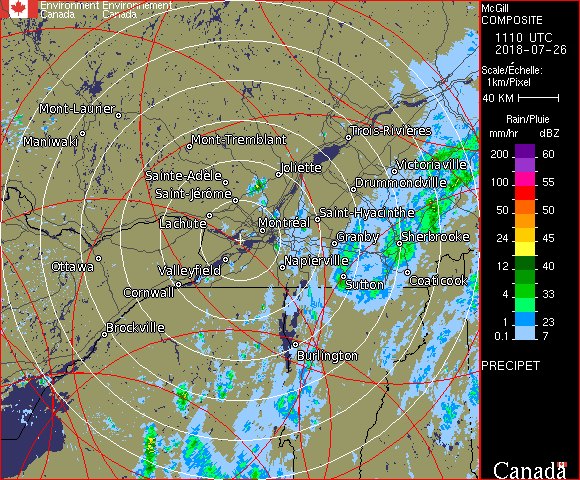 Environment Environnement
Canada Canada
McGill
COMPOSITE
1110 UTC
2018-07-26
Scale/Échelle:
1km/Pixel
40 KM
Rain/Pluie
mm/hr dBZ
200 60
100 55
50 50
24 45
12 40
4 33
1 23
0.1 7
PRECIPET
Canada
Mont-Laurier
Maniwaki
Mont-Tremblant
Trois-Rivières
Sainte-Adèle
Joliette
Victoriaville
Saint-Jérôme
Drummondville
Lachute
Montréal
Saint-Hyacinthe
Granby
Sherbrooke
Ottawa
Valleyfield
Napierville
Cornwall
Sutton
Coaticook
Brockville
Burlington